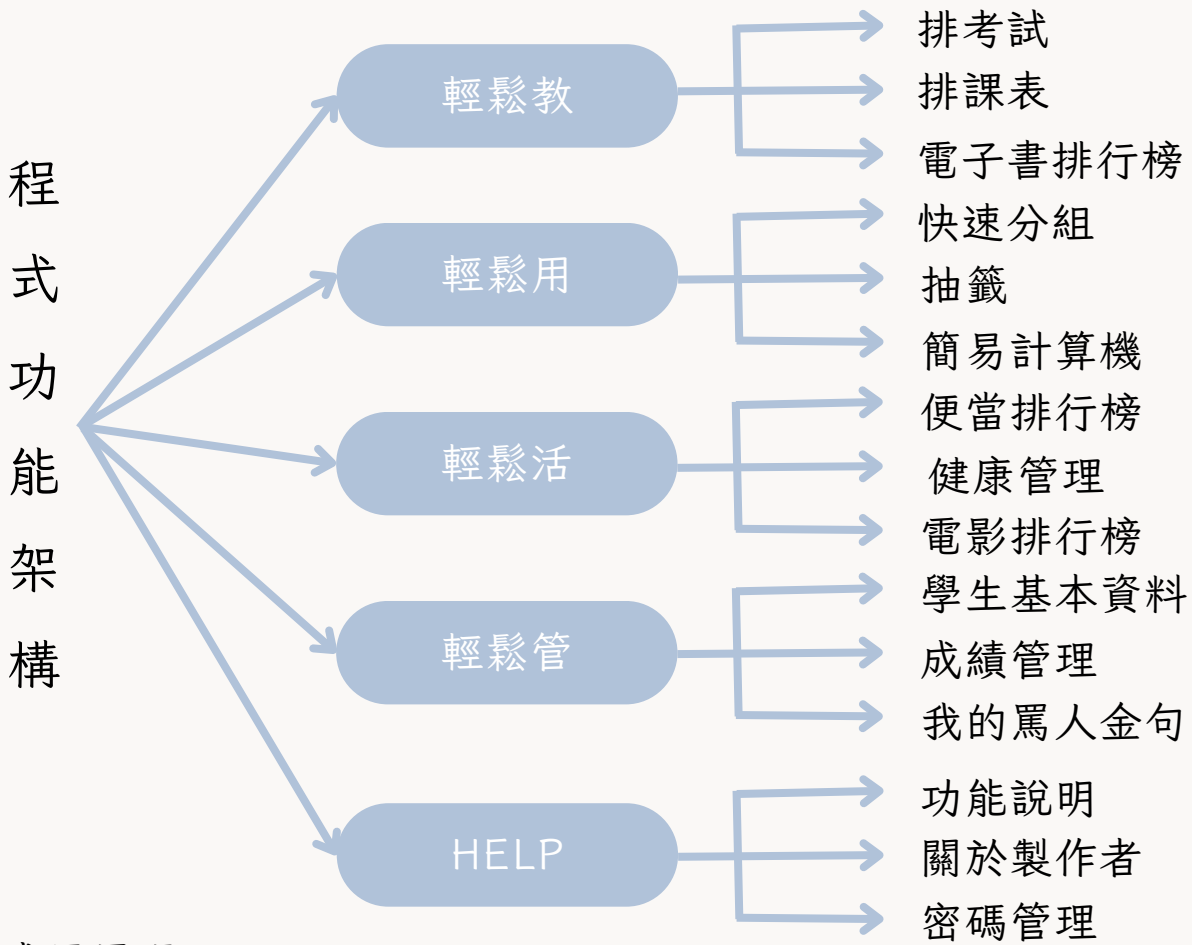 程式功能架構
輕鬆教
排考試
排課表
電子書排行榜
輕鬆用
快速分組
抽籤
簡易計算機
輕鬆活
便當排行榜
健康管理
電影排行榜
輕鬆管
學生基本資料
成績管理
我的罵人金句
HELP
功能說明
關於製作者
密碼管理